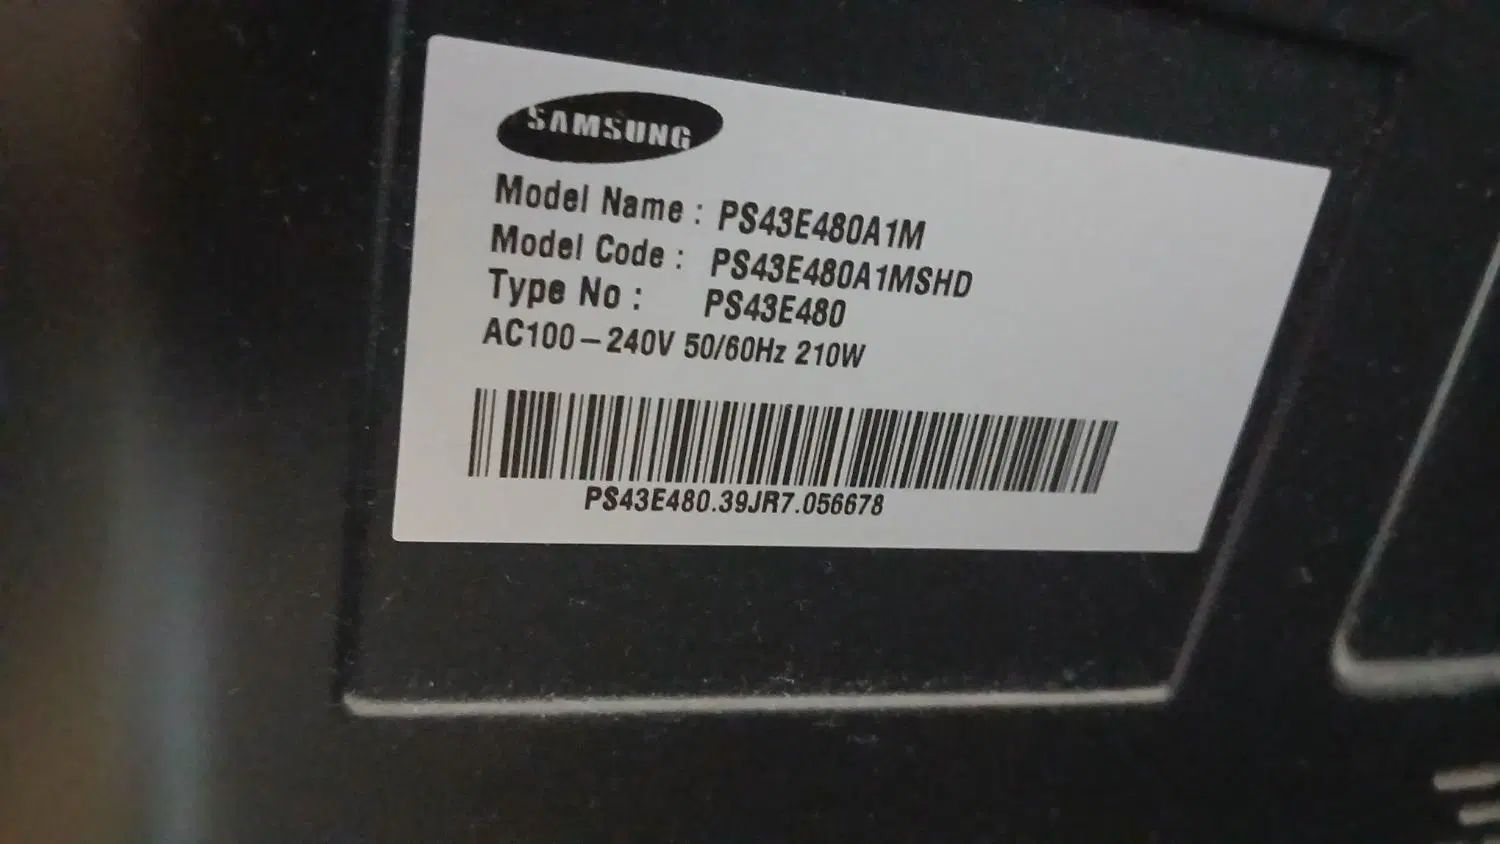 SAMSUNG
Model Name : PS43E480A1M
Model Code : PS43E480A1MSHD
Type No : PS43E480
AC100-240V 50/60Hz 210W
PS43E480.39JR7.056678